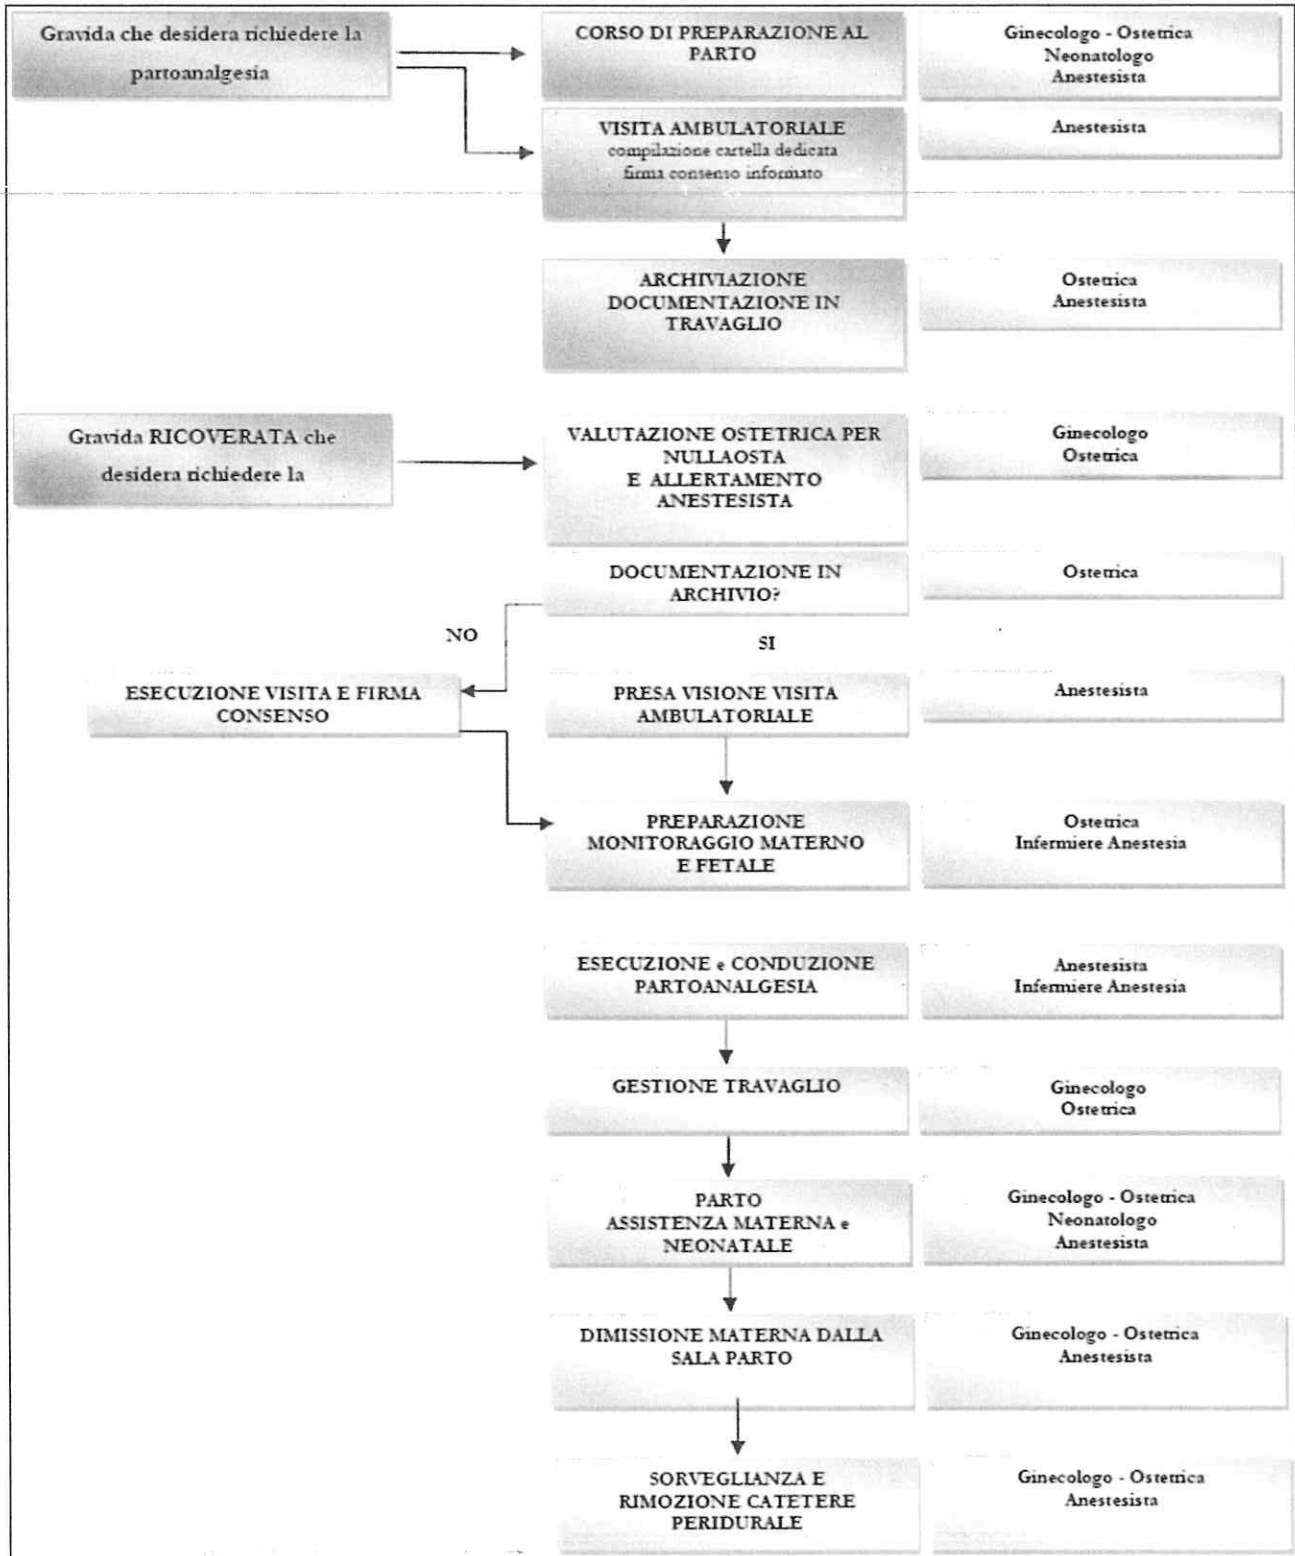 Gravida che desidera richiedere la
partoanalgesia
CORSO DI PREPARAZIONE AL
PARTO
Ginecologo - Ostetrica
Neonatologo
Anestesista
VISITA AMBULATORIALE
compilazione cartella dedicata
firma consenso informato
Anestesista
ARCHIVIAZIONE
DOCUMENTAZIONE IN
TRAVAGLIO
Ostetrica
Anestesista
Gravida RICOVERATA che
desidera richiedere la
VALUTAZIONE OSTETRICA PER
NULLAOSTA
E ALLERTAMENTO
ANESTESISTA
Ginecologo
Ostetrica
DOCUMENTAZIONE IN
ARCHIVIO?
Ostetrica
NO
SI
ESECUZIONE VISITA E FIRMA
CONSENSO
PRESA VISIONE VISITA
AMBULATORIALE
Anestesista
PREPARAZIONE
MONITORAGGIO MATERNO
E FETALE
Ostetrica
Infermiere Anestesia
ESECUZIONE e CONDUZIONE
PARTOANALGESIA
Anestesista
Infermiere Anestesia
GESTIONE TRAVAGLIO
Ginecologo
Ostetrica
PARTO
ASSISTENZA MATERNA e
NEONATALE
Ginecologo - Ostetrica
Neonatologo
Anestesista
DIMISSIONE MATERNA DALLA
SALA PARTO
Ginecologo - Ostetrica
Anestesista
SORVEGLIANZA E
RIMOZIONE CATETERE
PERIDURALE
Ginecologo - Ostetrica
Anestesista